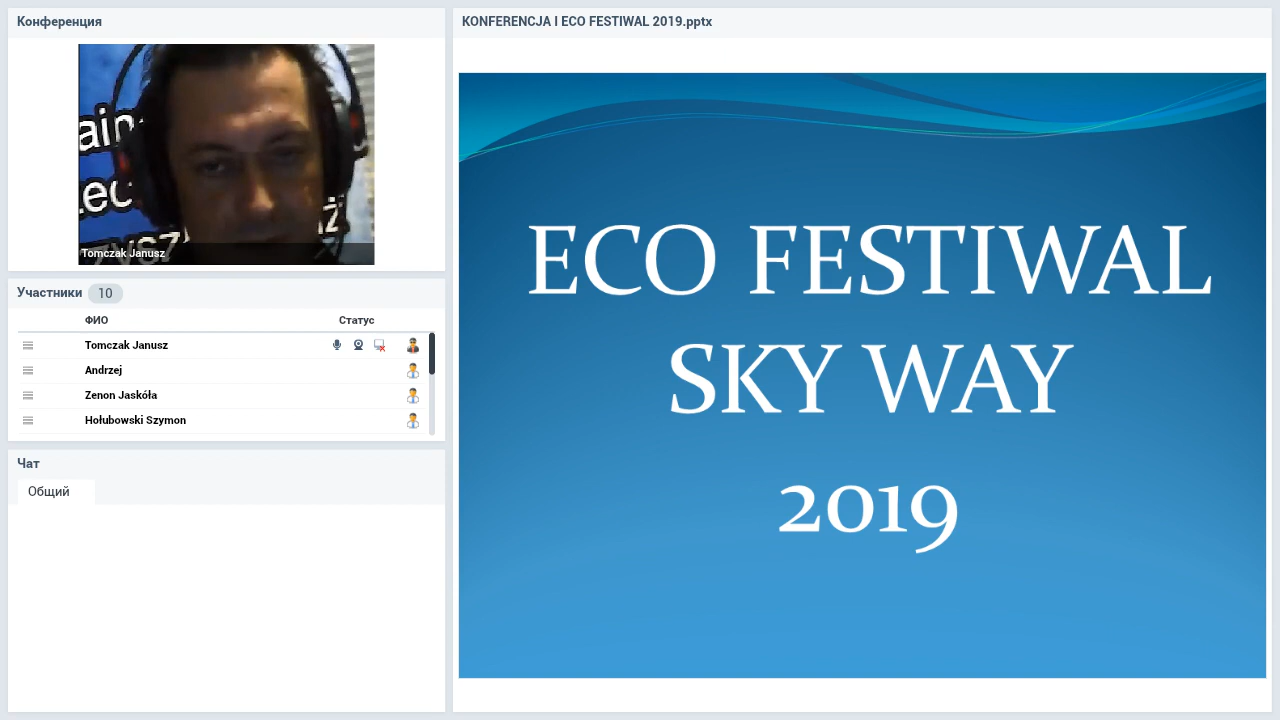 Конференция
Tomczak Janusz
Участники 10
ФИО Статус
Tomczak Janusz
Andrzej
Zenon Jaskóła
Hołubowski Szymon
Чат
Общий
KONFERENCJA I ECO FESTIWAL 2019.pptx
ECO FESTIWAL
SKY WAY
2019